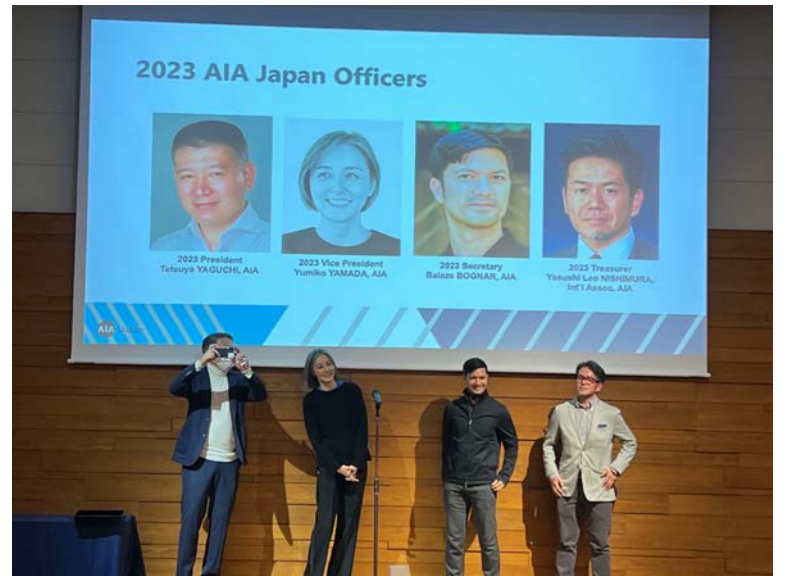 2023 AIA Japan Officers
2023 President
Tetsuya YAGUCHI, AIA
2023 Vice President
Yumiko YAMADA, AIA
2023 Secretary
Balazs BOGNAR, AIA
2023 Treasurer
Yasushi Leo NISHIMURA,
Int'l Assoc. AIA
AIA